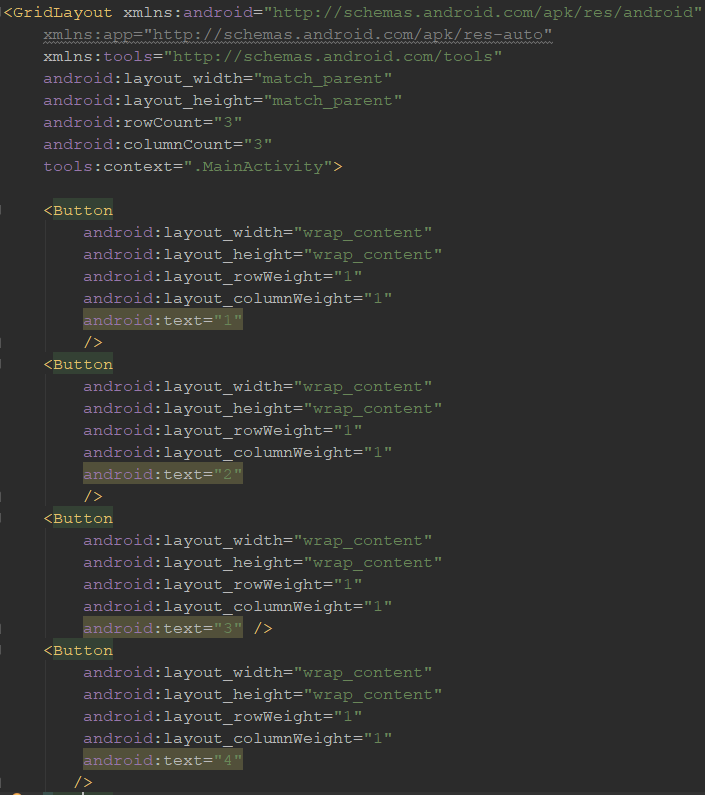 <GridLayout xmlns:android="http://schemas.android.com/apk/res/android"
xmlns:app="http://schemas.android.com/apk/res-auto"
xmlns:tools="http://schemas.android.com/tools"
android:layout_width="match_parent"
android:layout_height="match_parent"
android:rowCount="3"
android:columnCount="3"
tools:context=".MainActivity">
<Button
android:layout_width="wrap_content"
android:layout_height="wrap_content"
android:layout_rowWeight="1"
android:layout_columnWeight="1"
android:text="1"
/>
<Button
android:layout_width="wrap_content"
android:layout_height="wrap_content"
android:layout_rowWeight="1"
android:layout_columnWeight="1"
android:text="2"
/>
<Button
android:layout_width="wrap_content"
android:layout_height="wrap_content"
android:layout_rowWeight="1"
android:layout_columnWeight="1"
android:text="3" />
<Button
android:layout_width="wrap_content"
android:layout_height="wrap_content"
android:layout_rowWeight="1"
android:layout_columnWeight="1"
android:text="4"
/>